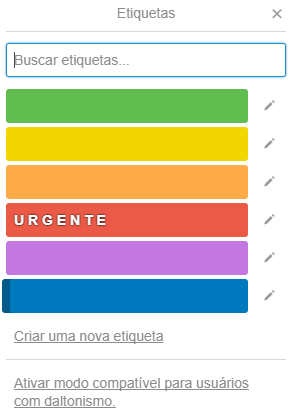 Etiquetas
Buscar etiquetas...
URGENTE
Criar uma nova etiqueta
Ativar modo compatível para usuários
com daltonismo.